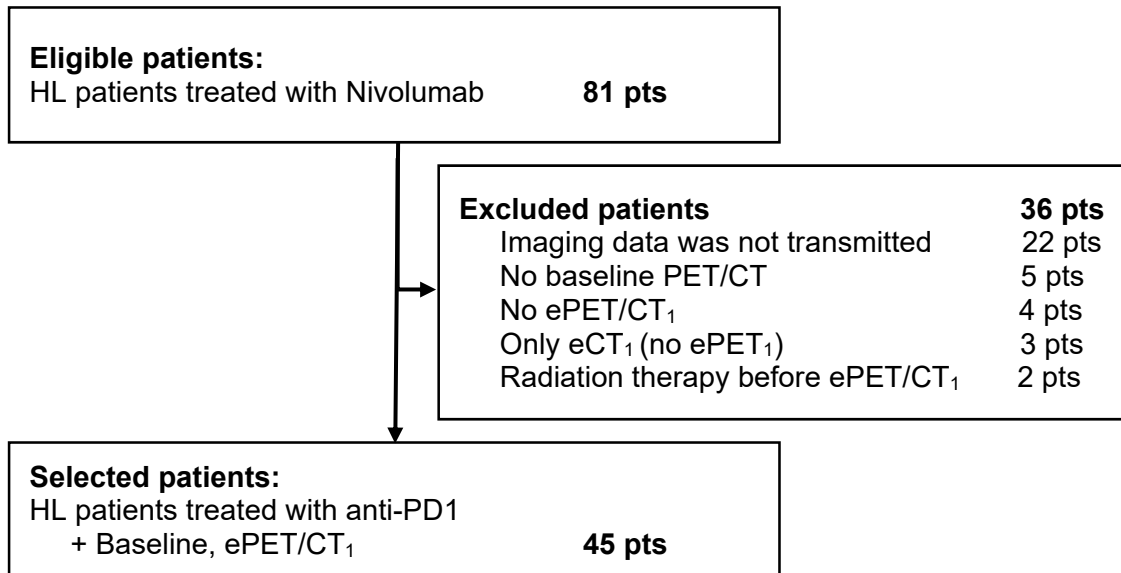 Eligible patients:
HL patients treated with Nivolumab 81 pts
Excluded patients 36 pts
Imaging data was not transmitted 22 pts
No baseline PET/CT 5 pts
No ePET/CT₁ 4 pts
Only eCT₁ (no ePET₁) 3 pts
Radiation therapy before ePET/CT₁ 2 pts
Selected patients:
HL patients treated with anti-PD1
+ Baseline, ePET/CT₁ 45 pts